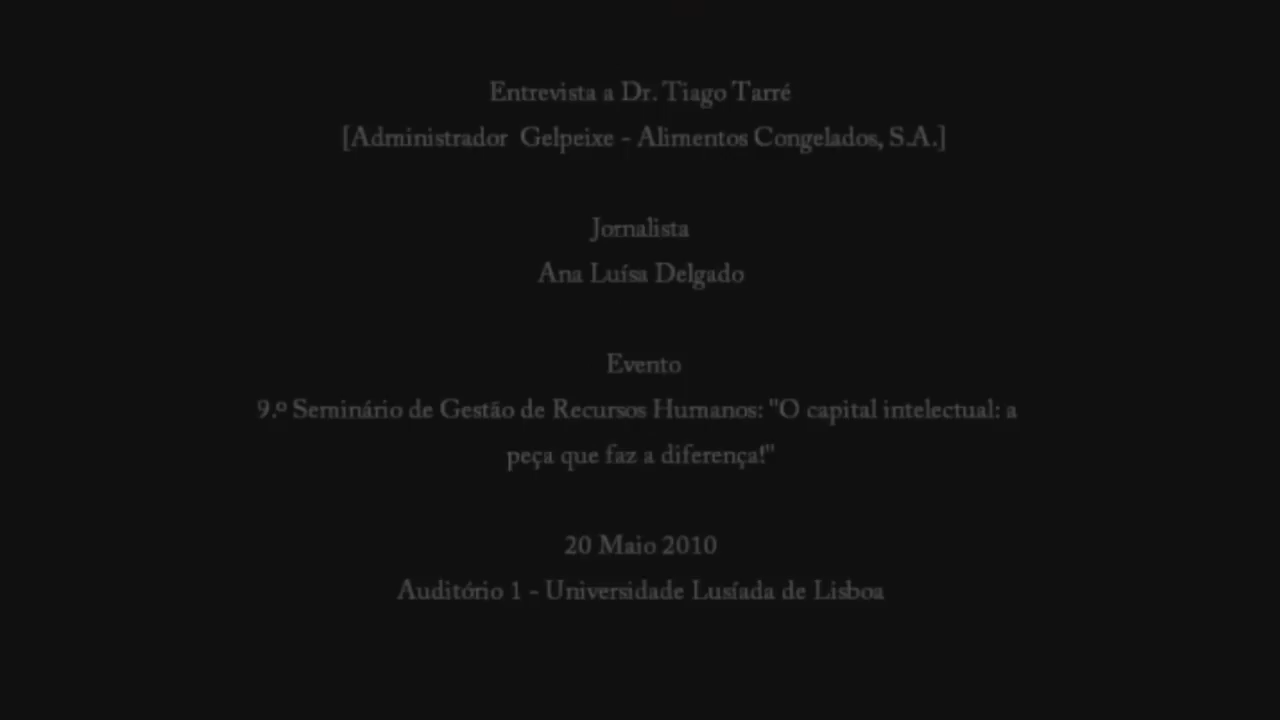 Entrevista a Dr. Tiago Tarré
[Administrador  Gelpeixe - Alimentos Congelados, S.A.]
Jornalista
Ana Luísa Delgado
Evento
9.º Seminário de Gestão de Recursos Humanos: "O capital intelectual: a
peça que faz a diferença!"
20 Maio 2010
Auditório 1 - Universidade Lusíada de Lisboa